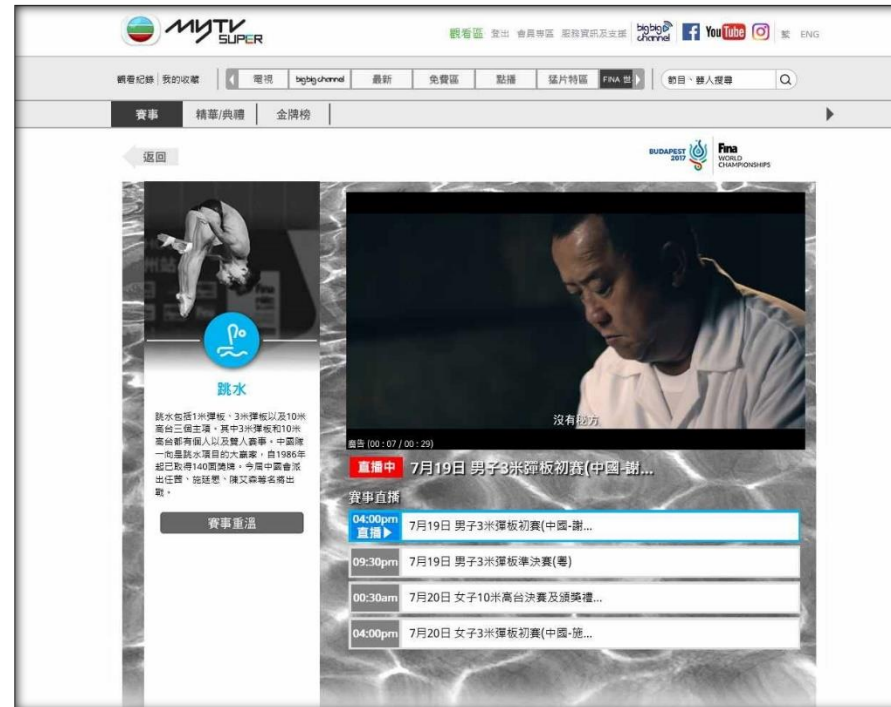 myTV SUPER
觀看區 登出 會員專區 服務資訊及支援 big big channel f YouTube 繁 ENG
觀看紀錄 我的收藏 電視 big big channel 最新 免費區 點播 猛片特區 FINA 世 節目、藝人搜尋
賽事 精華/典禮 金牌榜
返回
BUDAPEST 2017 Fina WORLD CHAMPIONSHIPS
跳水
跳水包括1米彈板、3米彈板以及10米
高台三個主項。其中3米彈板和10米
高台都有個人以及雙人賽事。中國隊
一向是跳水項目的大贏家，自1986年
起已取得140面獎牌。今屆中國會派
出任茜、施廷懋、陳艾森等名將出
戰。
賽事重溫
沒有秘方
廣告 (00 : 07 / 00 : 29)
直播中 7月19日 男子3米彈板初賽(中國-謝...
賽事直播
04:00pm 直播 7月19日 男子3米彈板初賽(中國-謝...
09:30pm 7月19日 男子3米彈板準決賽(粵)
00:30am 7月20日 女子10米高台決賽及頒獎禮...
04:00pm 7月20日 女子3米彈板初賽(中國-施...